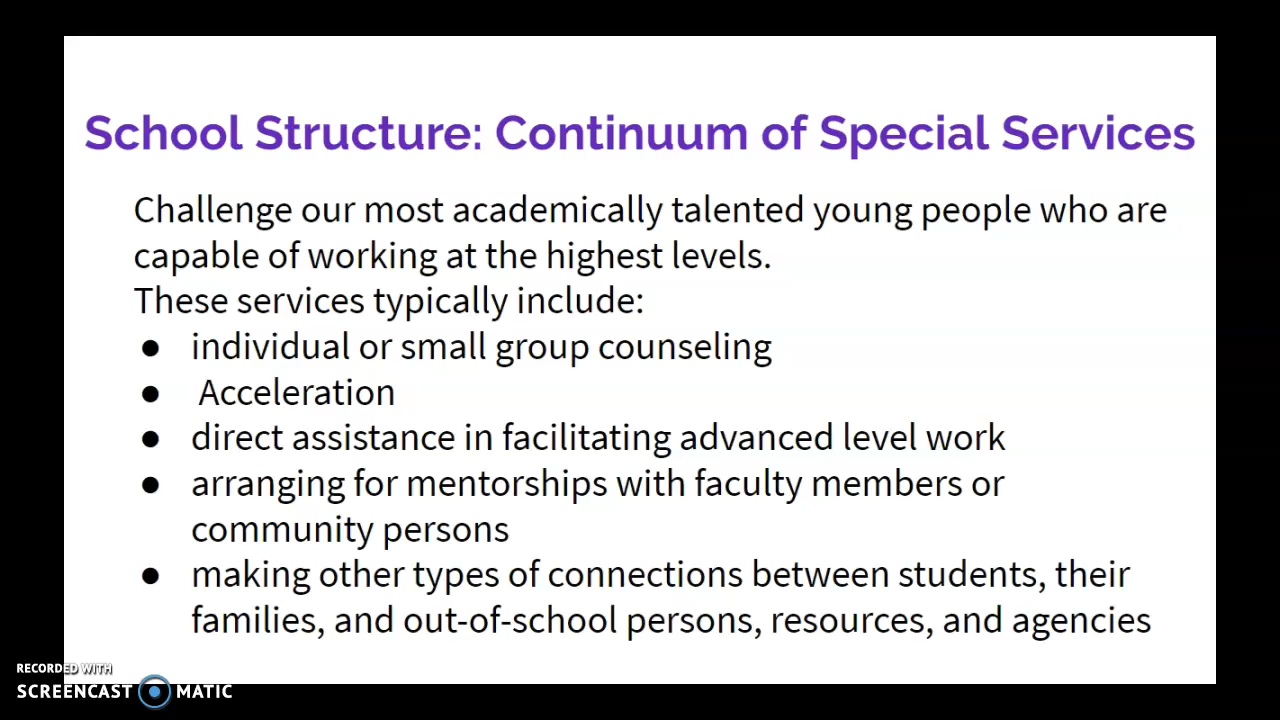 School Structure: Continuum of Special Services
Challenge our most academically talented young people who are
capable of working at the highest levels.
These services typically include:
● individual or small group counseling
● Acceleration
● direct assistance in facilitating advanced level work
● arranging for mentorships with faculty members or
community persons
● making other types of connections between students, their
families, and out-of-school persons, resources, and agencies
RECORDED WITH
SCREENCAST MATIC